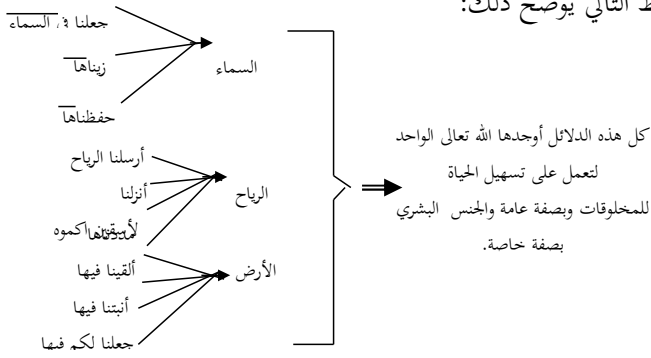 التالي يوضح ذلك:
جعلنا في السماء
زيناها
السماء
حفظناها
كل هذه الدلائل أوجدها الله تعالى الواحد
لتعمل على تسهيل الحياة
للمخلوقات وبصفة عامة والجنس البشري
بصفة خاصة.
أرسلنا الرياح
أنزلنا
الرياح
مددناها
ألقينا فيها
الأرض
أنبتنا فيها
جعلنا لكم فيها